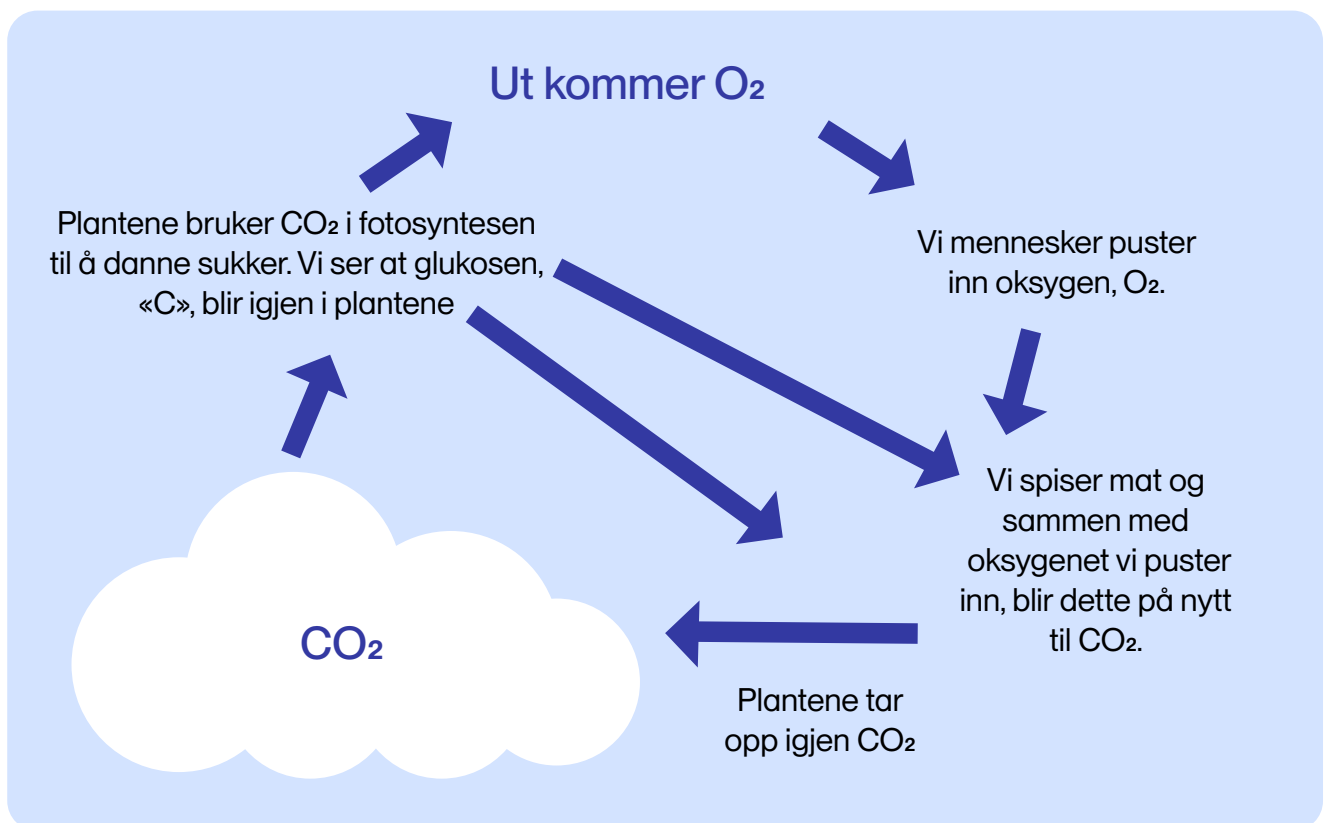 Ut kommer O₂
Plantene bruker CO₂ i fotosyntesen
til å danne sukker. Vi ser at glukosen,
«C», blir igjen i plantene
Vi mennesker puster
inn oksygen, O₂.
Vi spiser mat og
sammen med
oksygenet vi puster
inn, blir dette på nytt
til CO₂.
CO₂
Plantene tar
opp igjen CO₂